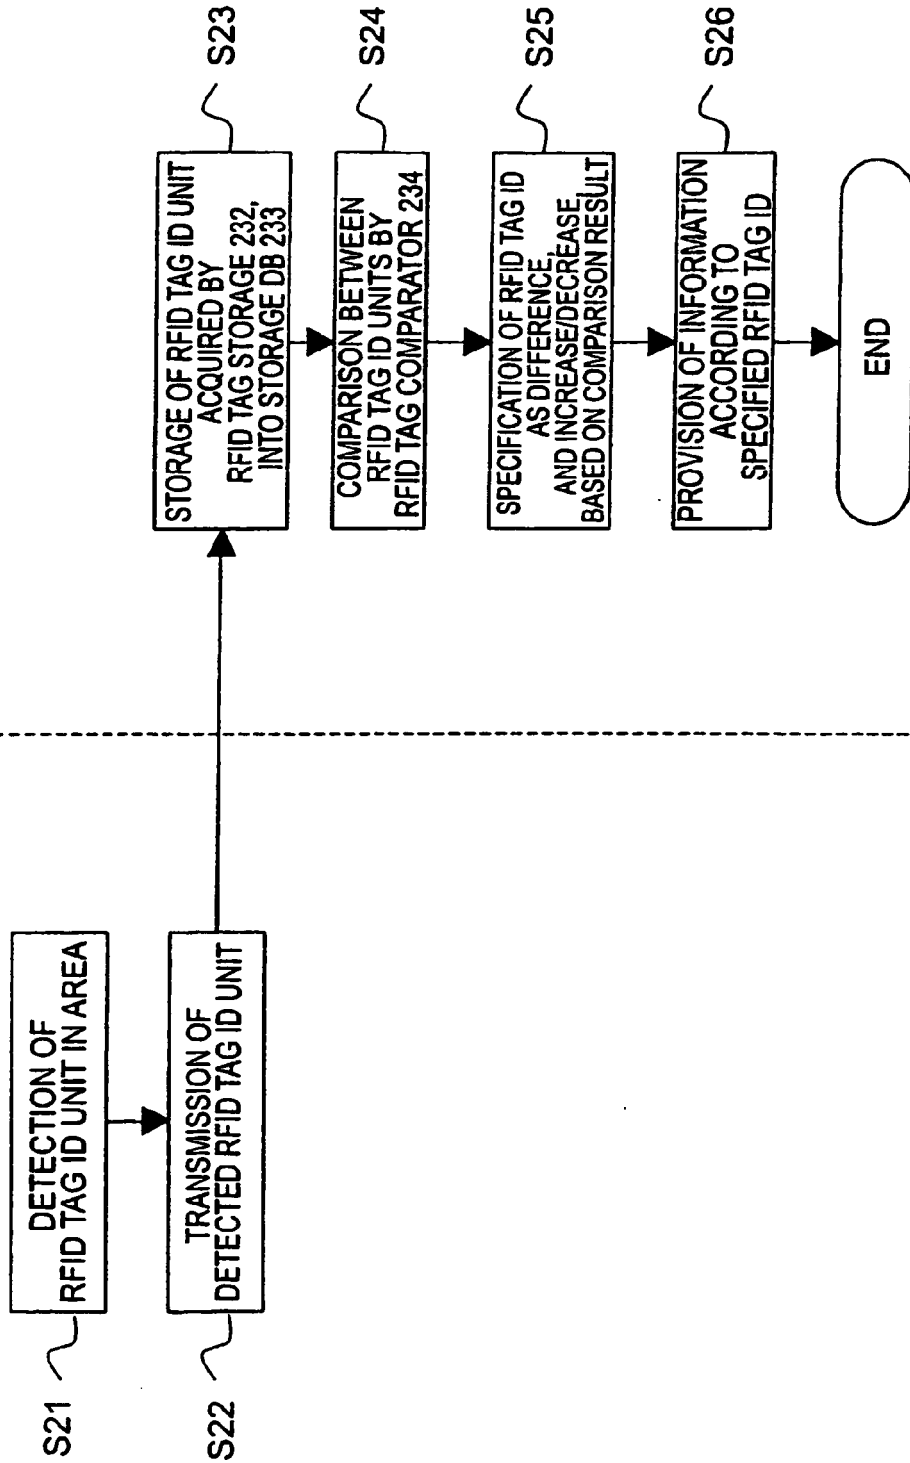 S21
DETECTION OF
RFID TAG ID UNIT IN AREA
S22
TRANSMISSION OF
DETECTED RFID TAG ID UNIT
STORAGE OF RFID TAG ID UNIT
ACQUIRED BY
RFID TAG STORAGE 232,
INTO STORAGE DB 233
S23
COMPARISON BETWEEN
RFID TAG ID UNITS BY
RFID TAG COMPARATOR 234
S24
SPECIFICATION OF RFID TAG ID
AS DIFFERENCE,
AND INCREASE/DECREASE,
BASED ON COMPARISON RESULT
S25
PROVISION OF INFORMATION
ACCORDING TO
SPECIFIED RFID TAG ID
S26
END